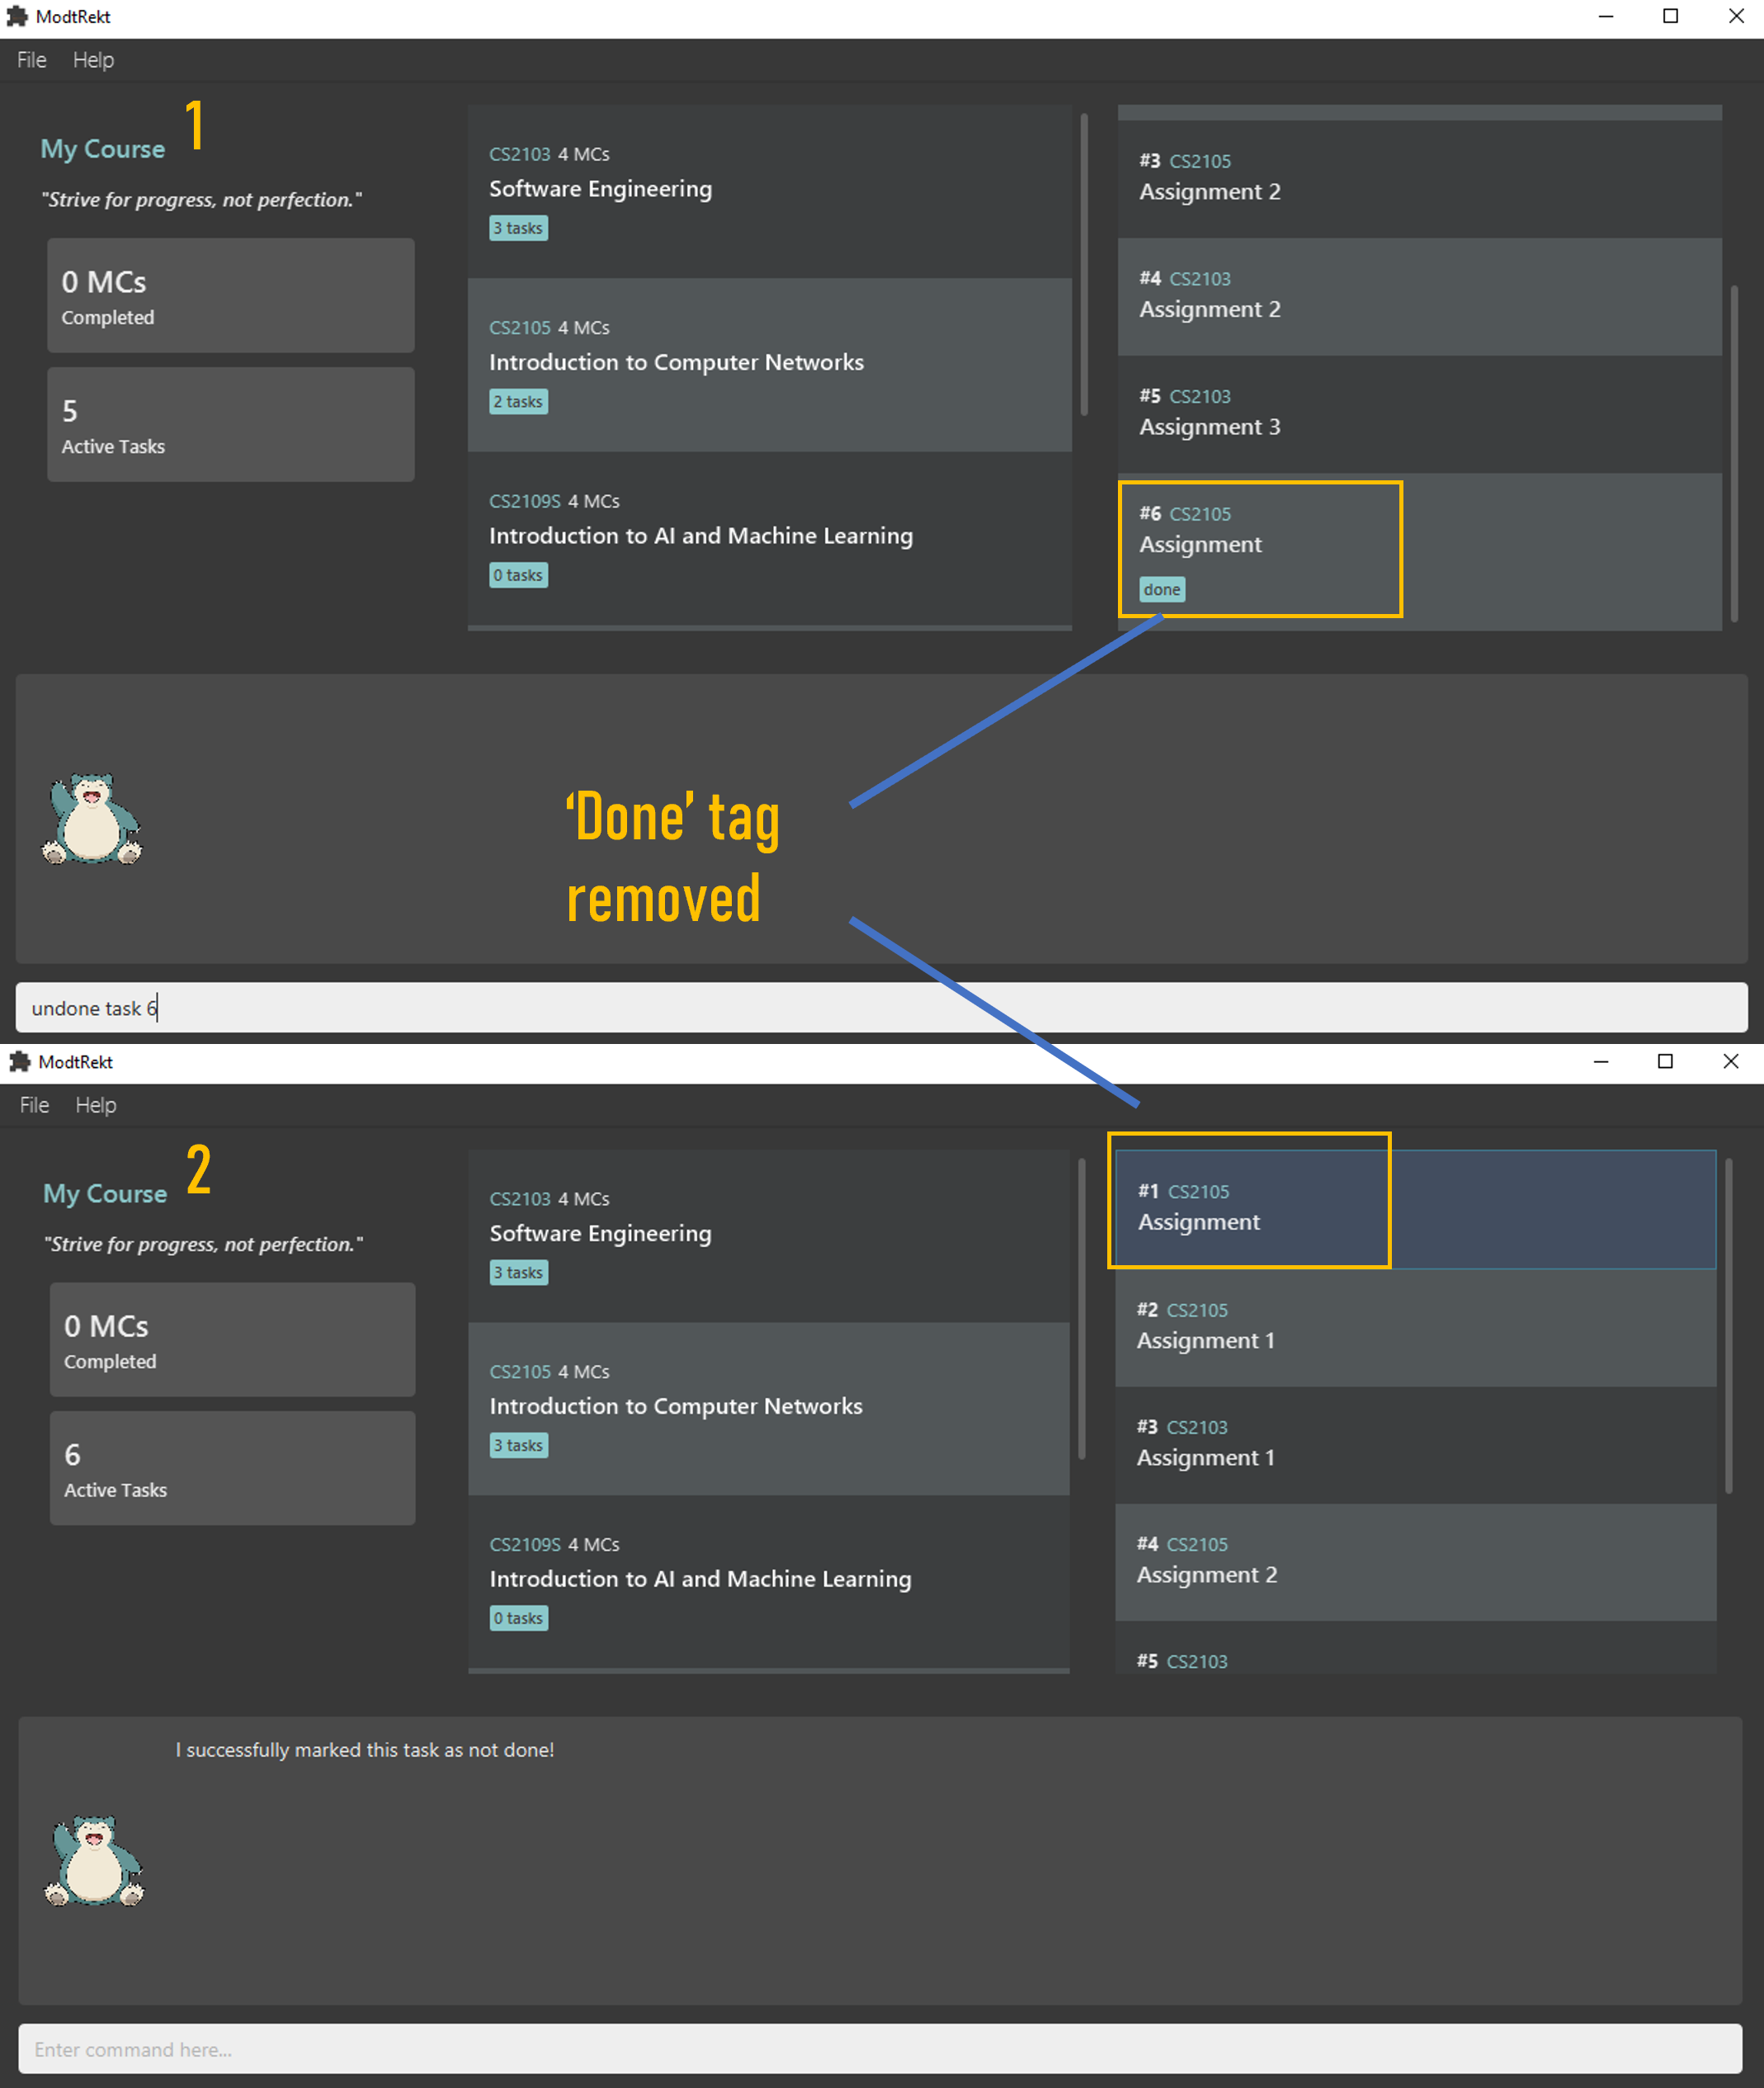 ModtRekt
File Help
1
My Course
"Strive for progress, not perfection."
0 MCs
Completed
5
Active Tasks
CS2103 4 MCs
Software Engineering
3 tasks
CS2105 4 MCs
Introduction to Computer Networks
2 tasks
CS2109S 4 MCs
Introduction to AI and Machine Learning
0 tasks
#3 CS2105
Assignment 2
#4 CS2103
Assignment 2
#5 CS2103
Assignment 3
#6 CS2105
Assignment
done
‘Done’ tag
removed
undone task 6
ModtRekt
File Help
2
My Course
"Strive for progress, not perfection."
0 MCs
Completed
6
Active Tasks
CS2103 4 MCs
Software Engineering
3 tasks
CS2105 4 MCs
Introduction to Computer Networks
3 tasks
CS2109S 4 MCs
Introduction to AI and Machine Learning
0 tasks
#1 CS2105
Assignment
#2 CS2105
Assignment 1
#3 CS2103
Assignment 1
#4 CS2105
Assignment 2
#5 CS2103
I successfully marked this task as not done!
Enter command here...